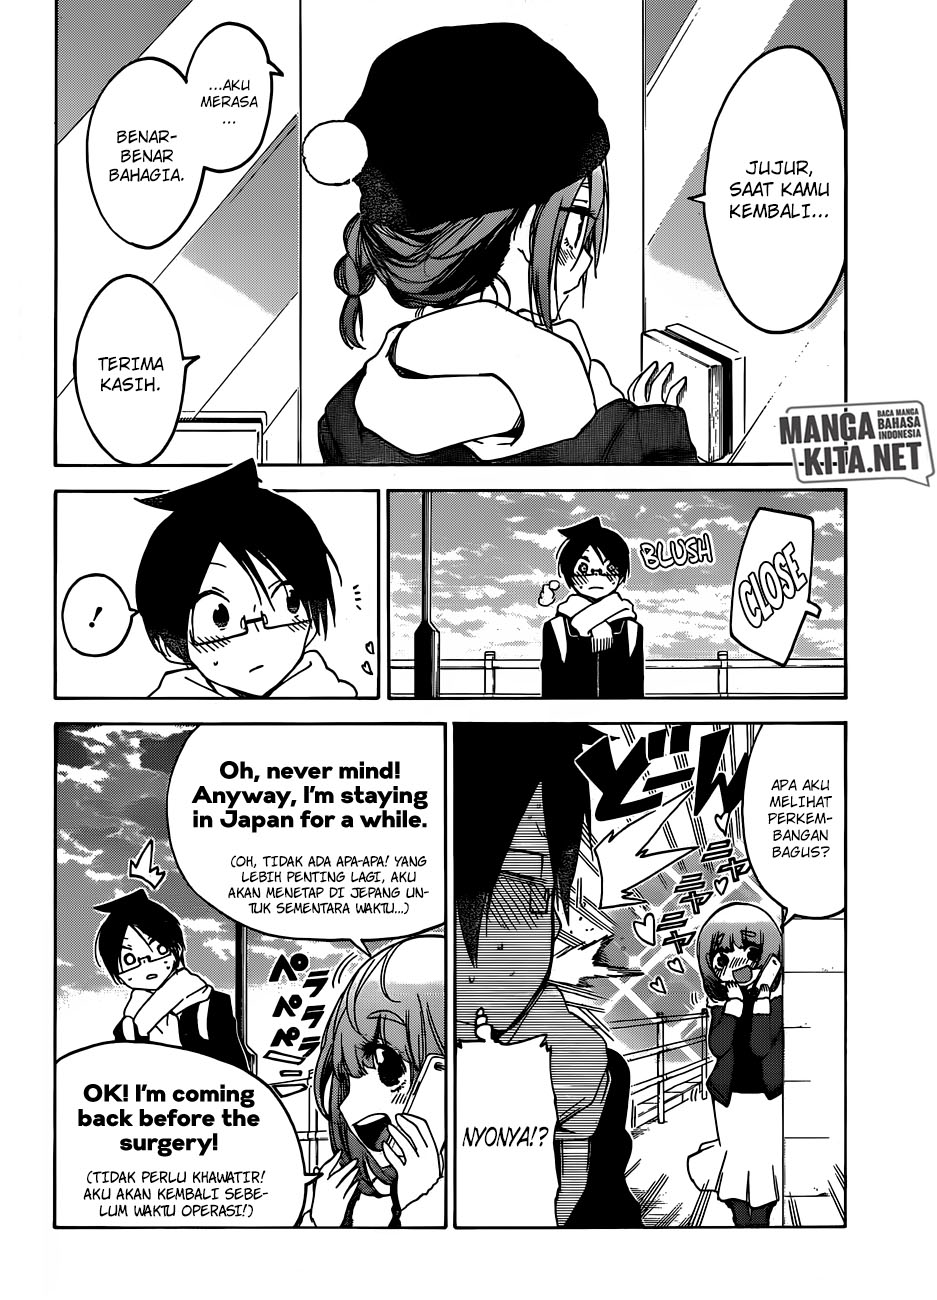 JUJUR,
SAAT KAMU
KEMBALI...
...AKU
MERASA
...
BENAR-
BENAR
BAHAGIA.
TERIMA
KASIH.
MANGA
KITA.NET
BACA MANGA
BAHASA
INDONESIA
CLOSE
BLUSH
!
APA AKU
MELIHAT
PERKEM-
BANGAN
BAGUS?
どーん
ニヤ
ニヤ
ニヤ
NYONYA!?
Oh, never mind!
Anyway, I'm staying
in Japan for a while.
(OH, TIDAK ADA APA-APA! YANG
LEBIH PENTING LAGI, AKU
AKAN MENETAP DI JEPANG UN-
TUK SEMENTARA WAKTU...)
ペラペラ
ペラペラ
OK! I'm coming
back before the
surgery!
(TIDAK PERLU KHAWATIR!
AKU AKAN KEMBALI SEBE-
LUM WAKTU OPERASI!)